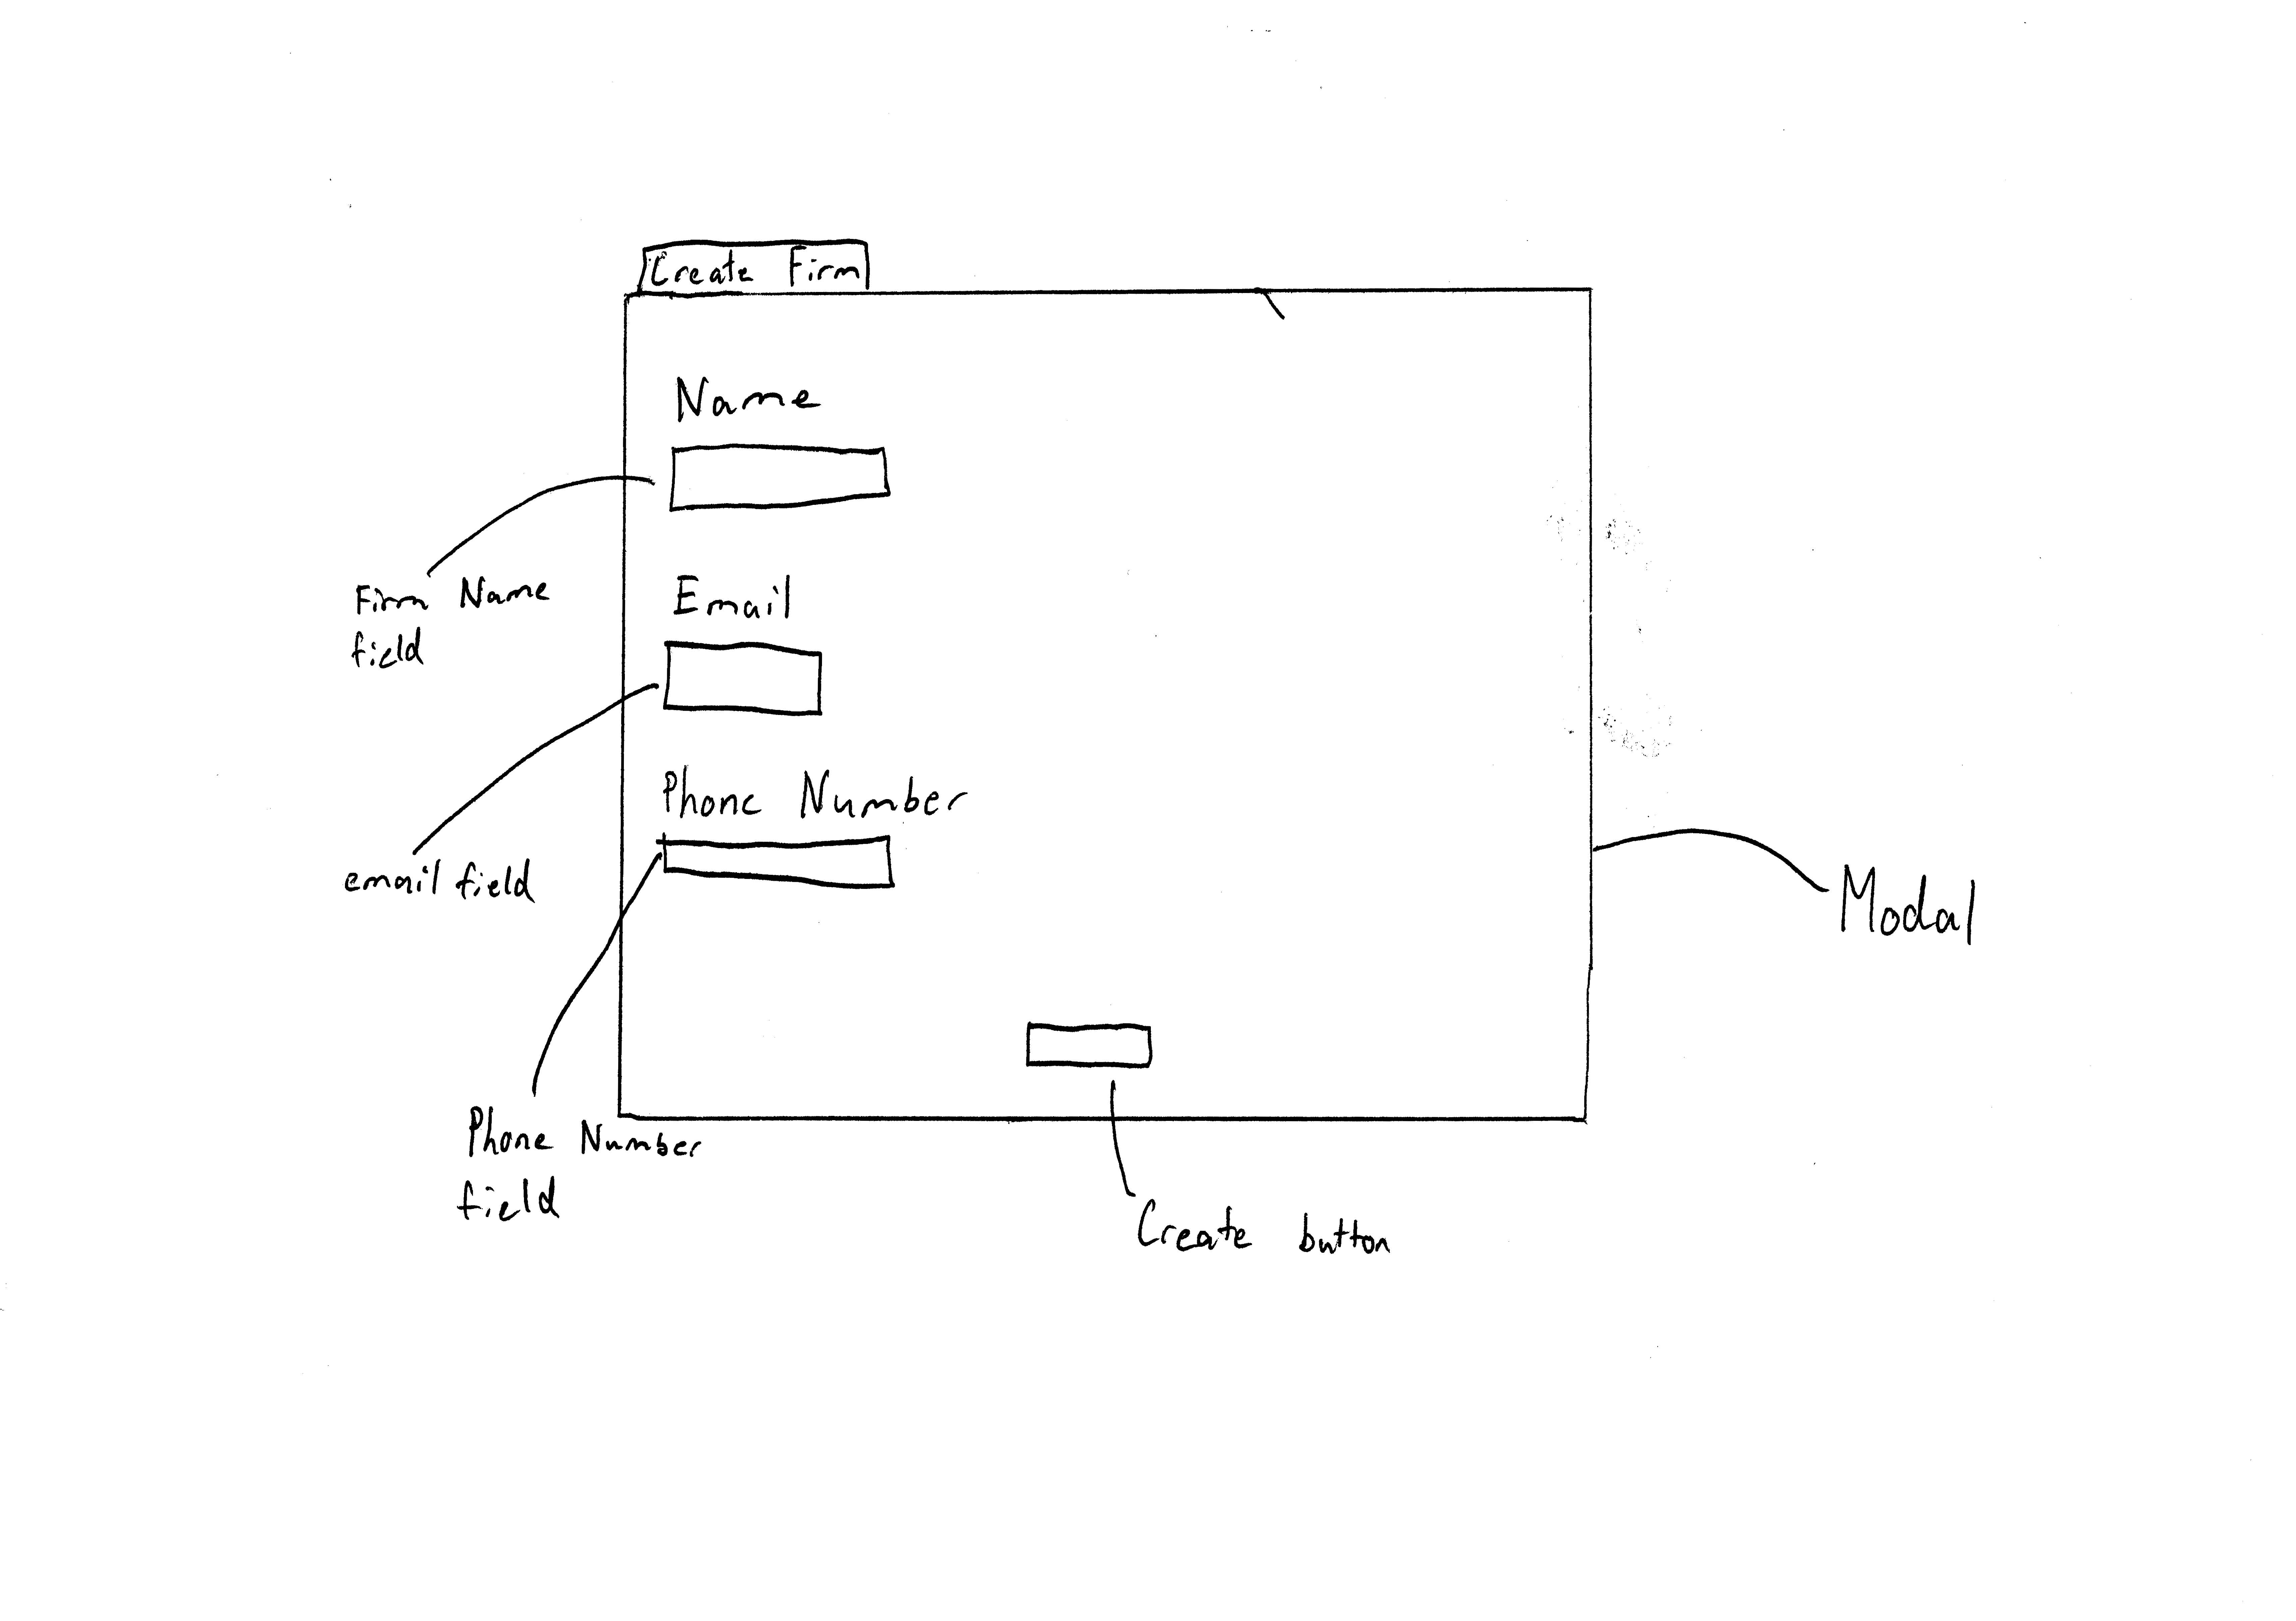 Create Firm
Name
Firm Name
field
Email
email field
Phone Number
Modal
Phone Number
field
Create button